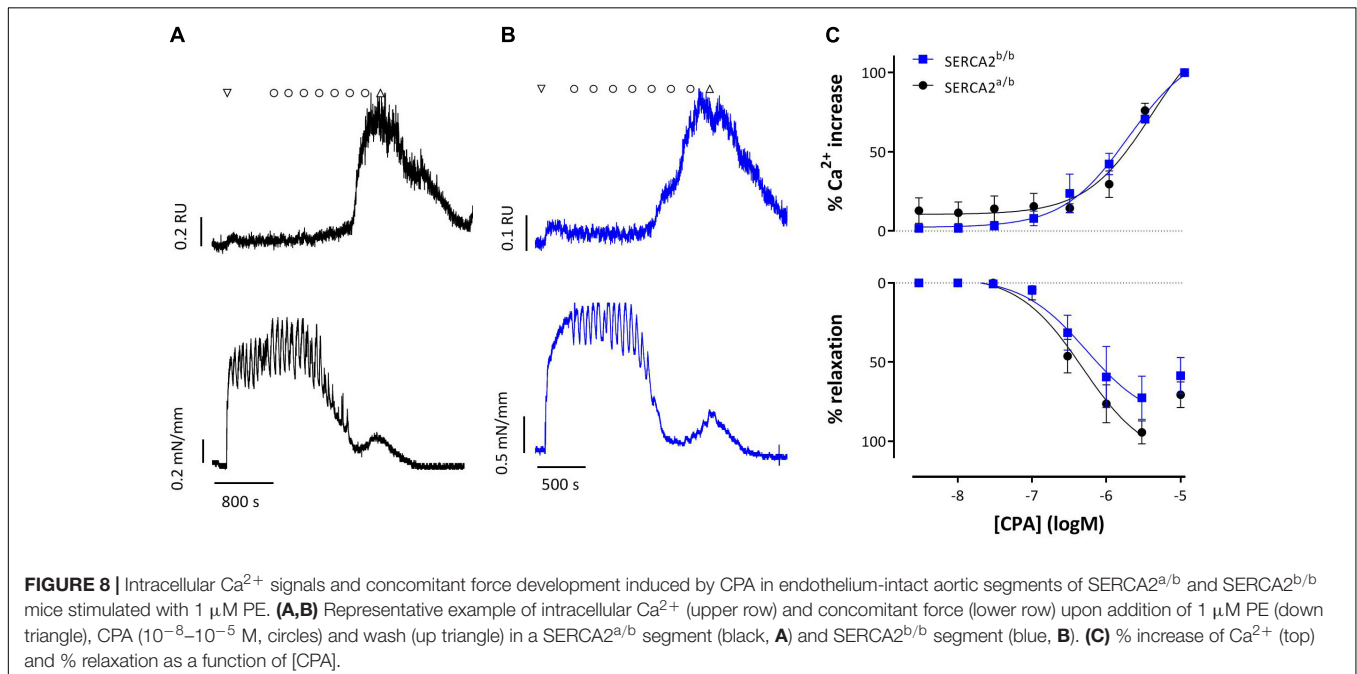 A
B
C
SERCA2b/b
SERCA2a/b
0.2 RU
0.1 RU
100
50
0
% Ca2+ increase
0.2 mN/mm
0.5 mN/mm
800 s
500 s
0
50
100
% relaxation
-8 -7 -6 -5
[CPA] (logM)
FIGURE 8 | Intracellular Ca2+ signals and concomitant force development induced by CPA in endothelium-intact aortic segments of SERCA2a/b and SERCA2b/b
mice stimulated with 1 μM PE. (A,B) Representative example of intracellular Ca2+ (upper row) and concomitant force (lower row) upon addition of 1 μM PE (down
triangle), CPA (10−8–10−5 M, circles) and wash (up triangle) in a SERCA2a/b segment (black, A) and SERCA2b/b segment (blue, B). (C) % increase of Ca2+ (top)
and % relaxation as a function of [CPA].